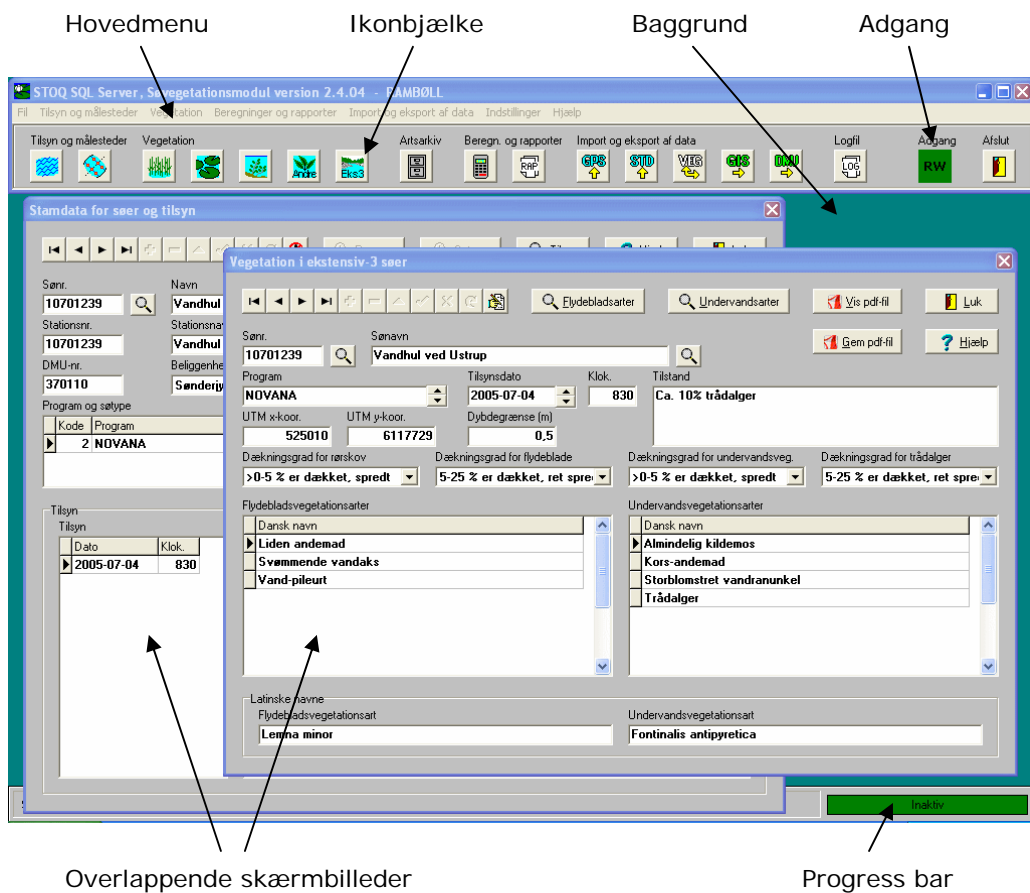 Hovedmenu Ikonbjælke Baggrund Adgang
STOQ SQL Server, Søvegetationsmodul version 2.4.04 - RAMBØLL
Fil Tilsyn og målesteder Vegetation Beregninger og rapporter Import og eksport af data Indstillinger Hjælp
Tilsyn og målesteder Vegetation Artsarkiv Beregn. og rapporter Import og eksport af data Logfil Adgang Afslut
Andre Eks3 RAP GPS STD VEG GIS DMU LOG RW
Stamdata for søer og tilsyn
Sønr. Navn
10701239 Vandhul
Stationsnr. Stationsna
10701239 Vandhul
DMU-nr. Beliggenhe
370110 Sønderjy
Program og søtype
Kode Program
2 NOVANA
Tilsyn
Tilsyn
Dato Klok.
2005-07-04 830
Vegetation i ekstensiv-3 søer
Flydebladsarter Undervandsarter Vis pdf-fil Luk
Gem pdf-fil Hjælp
Sønr. Sønavn
10701239 Vandhul ved Ustrup
Program Tilsynsdato Klok. Tilstand
NOVANA 2005-07-04 830 Ca. 10% trådalger
UTM x-koor. UTM y-koor. Dybdegrænse (m)
525010 6117729 0,5
Dækningsgrad for rørskov Dækningsgrad for flydeblade Dækningsgrad for undervandsveg. Dækningsgrad for trådalger
>0-5 % er dækket, spredt 5-25 % er dækket, ret spre >0-5 % er dækket, spredt 5-25 % er dækket, ret spre
Flydebladsvegetationsarter Undervandsvegetationsarter
Dansk navn Dansk navn
Liden andemad Almindelig kildemos
Svømmende vandaks Kors-andemad
Vand-pileurt Storblomstret vandranunkel
Trådalger
Latinske navne
Flydebladsvegetationsart Undervandsvegetationsart
Lemna minor Fontinalis antipyretica
Inaktiv
Overlappende skærmbilleder Progress bar